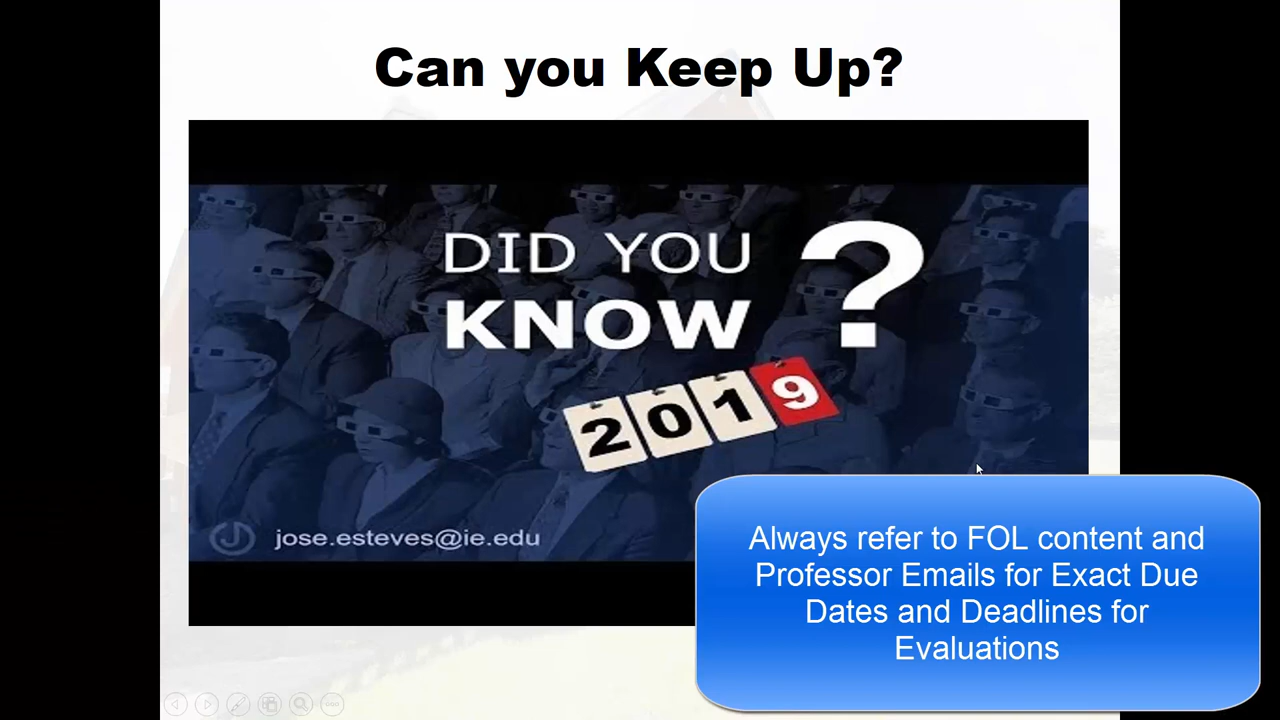 Can you Keep Up?
DID YOU
KNOW ?
2019
jose.esteves@ie.edu
Always refer to FOL content and
Professor Emails for Exact Due
Dates and Deadlines for
Evaluations